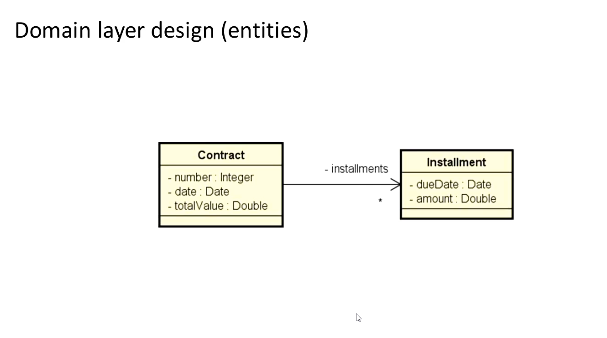 Domain layer design (entities)
Contract
- number : Integer
- date : Date
- totalValue : Double
- installments
*
Installment
- dueDate : Date
- amount : Double